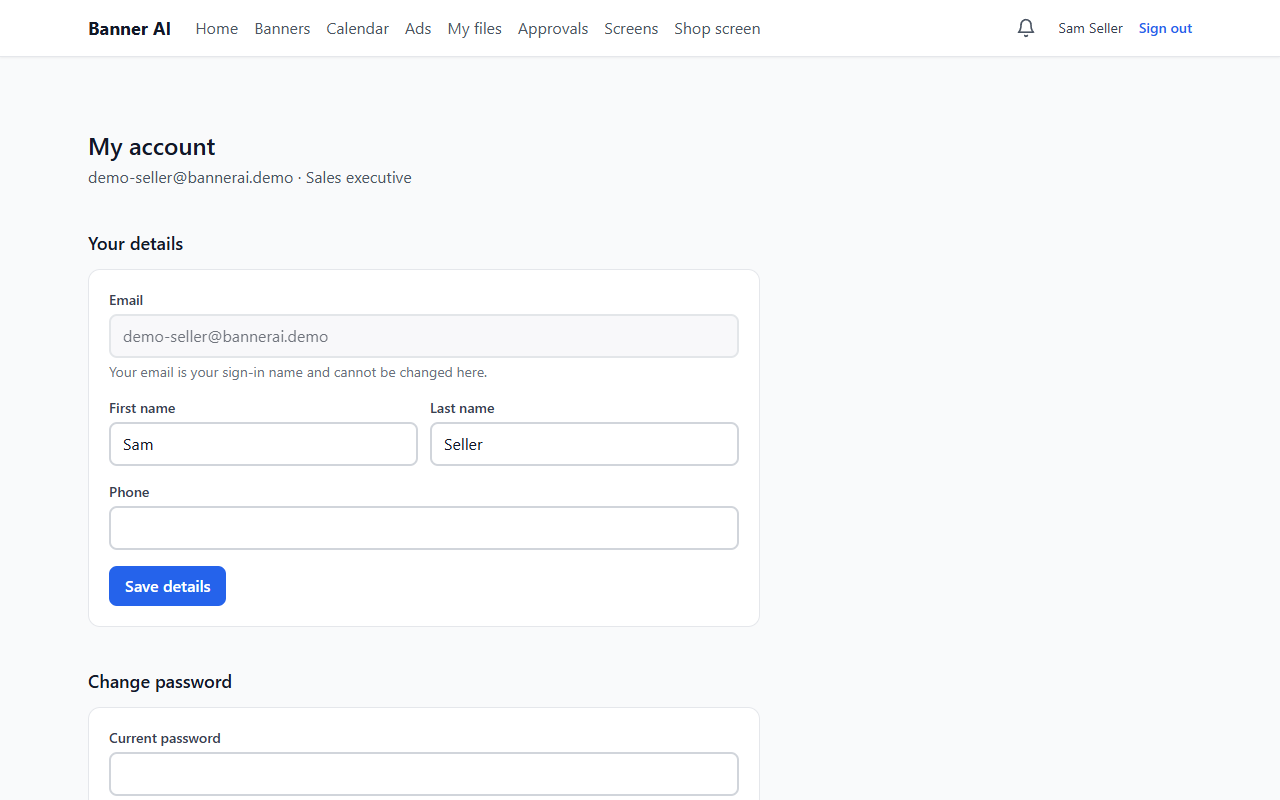 Banner AI Home Banners Calendar Ads My files Approvals Screens Shop screen Sam Seller Sign out
My account
demo-seller@bannerai.demo · Sales executive
Your details
Email
demo-seller@bannerai.demo
Your email is your sign-in name and cannot be changed here.
First name Last name
Sam Seller
Phone
Save details
Change password
Current password